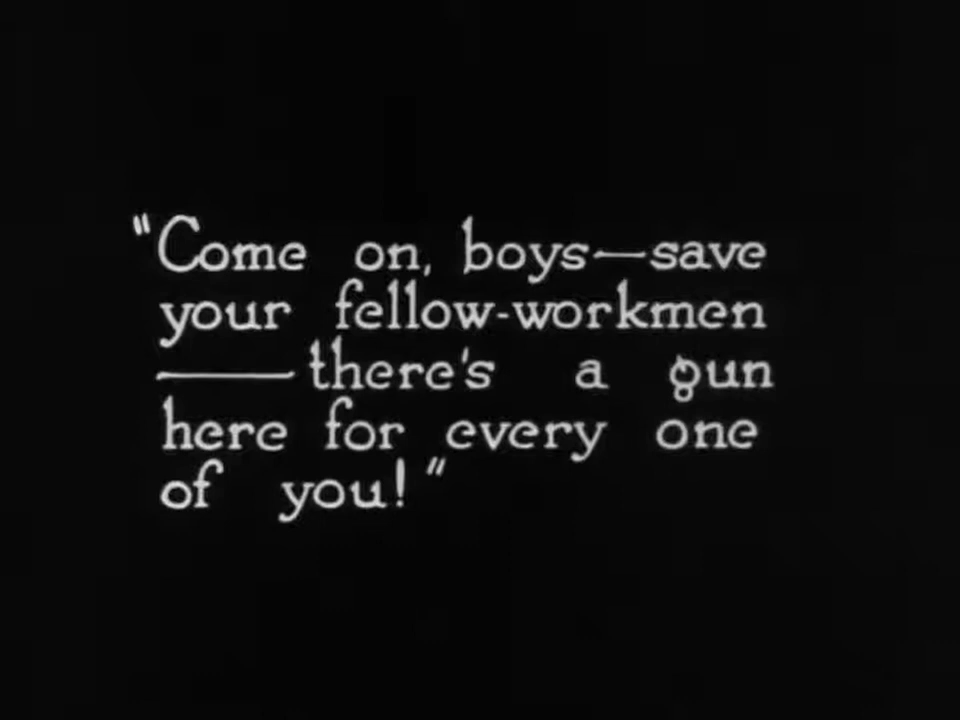 "Come on, boys—save
your fellow-workmen
——there's a gun
here for every one
of you!"